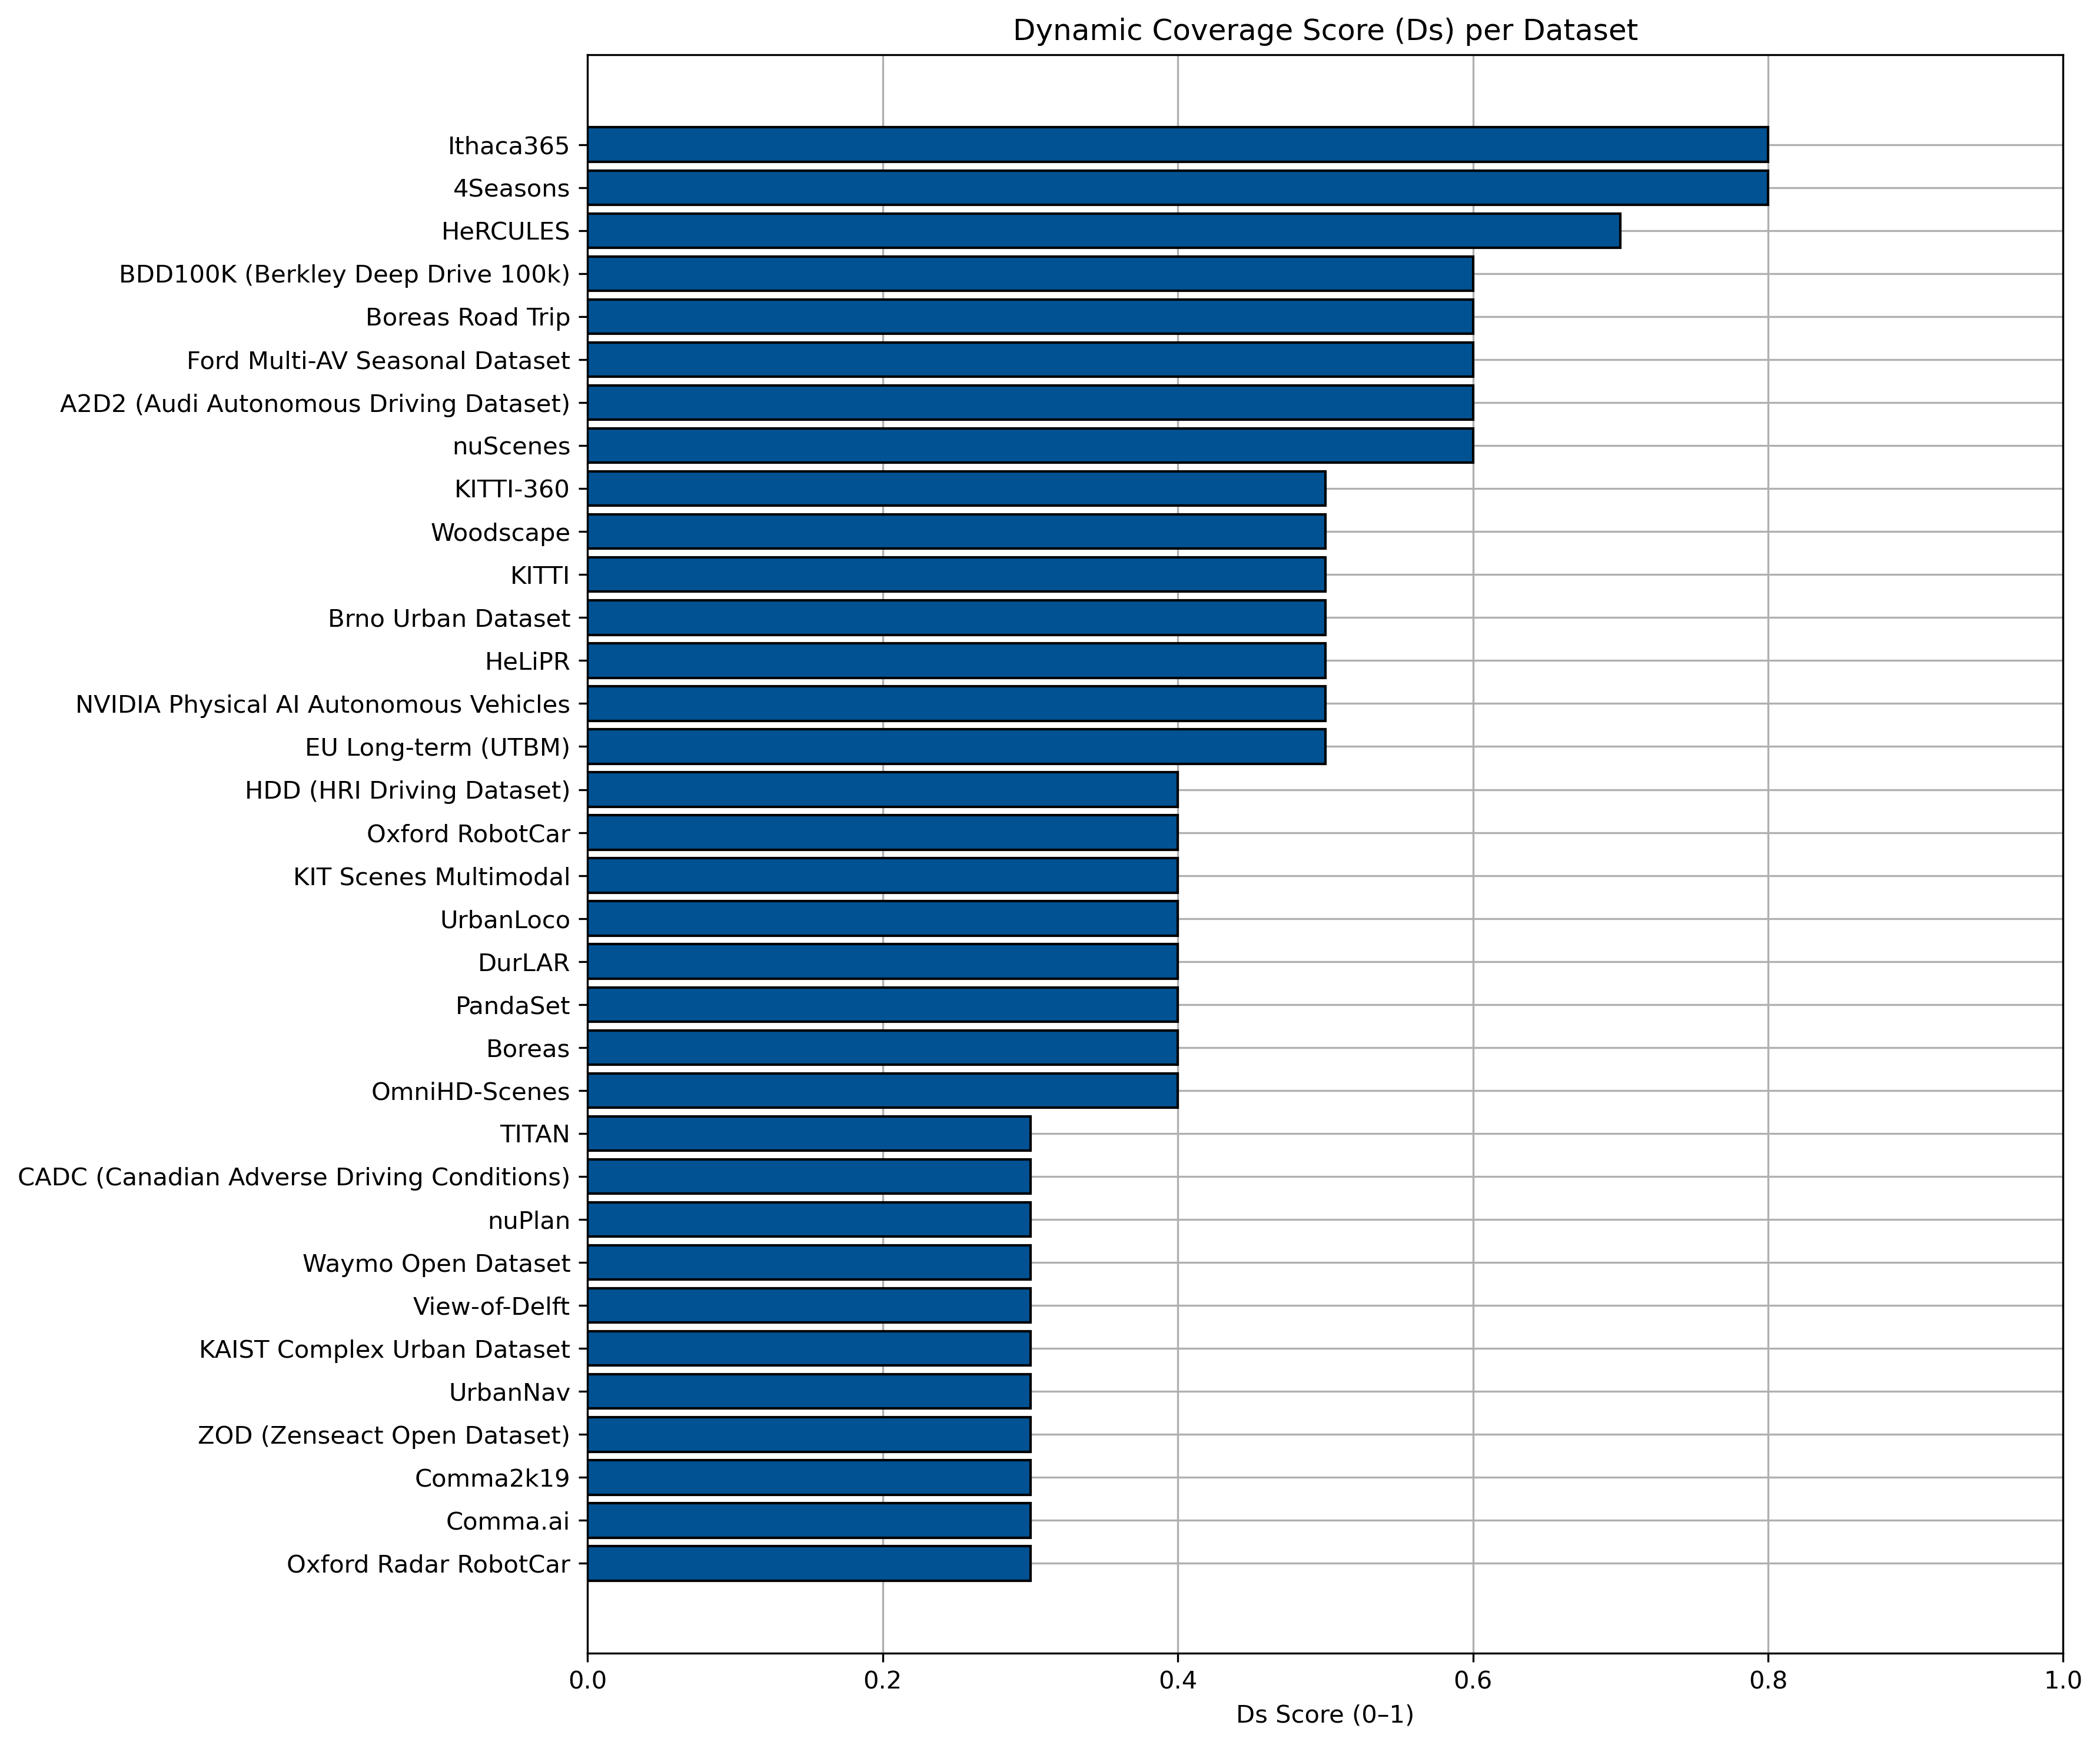 Dynamic Coverage Score (Ds) per Dataset
Ithaca365
4Seasons
HeRCULES
BDD100K (Berkley Deep Drive 100k)
Boreas Road Trip
Ford Multi-AV Seasonal Dataset
A2D2 (Audi Autonomous Driving Dataset)
nuScenes
KITTI-360
Woodscape
KITTI
Brno Urban Dataset
HeLiPR
NVIDIA Physical AI Autonomous Vehicles
EU Long-term (UTBM)
HDD (HRI Driving Dataset)
Oxford RobotCar
KIT Scenes Multimodal
UrbanLoco
DurLAR
PandaSet
Boreas
OmniHD-Scenes
TITAN
CADC (Canadian Adverse Driving Conditions)
nuPlan
Waymo Open Dataset
View-of-Delft
KAIST Complex Urban Dataset
UrbanNav
ZOD (Zenseact Open Dataset)
Comma2k19
Comma.ai
Oxford Radar RobotCar
0.0 0.2 0.4 0.6 0.8 1.0
Ds Score (0–1)